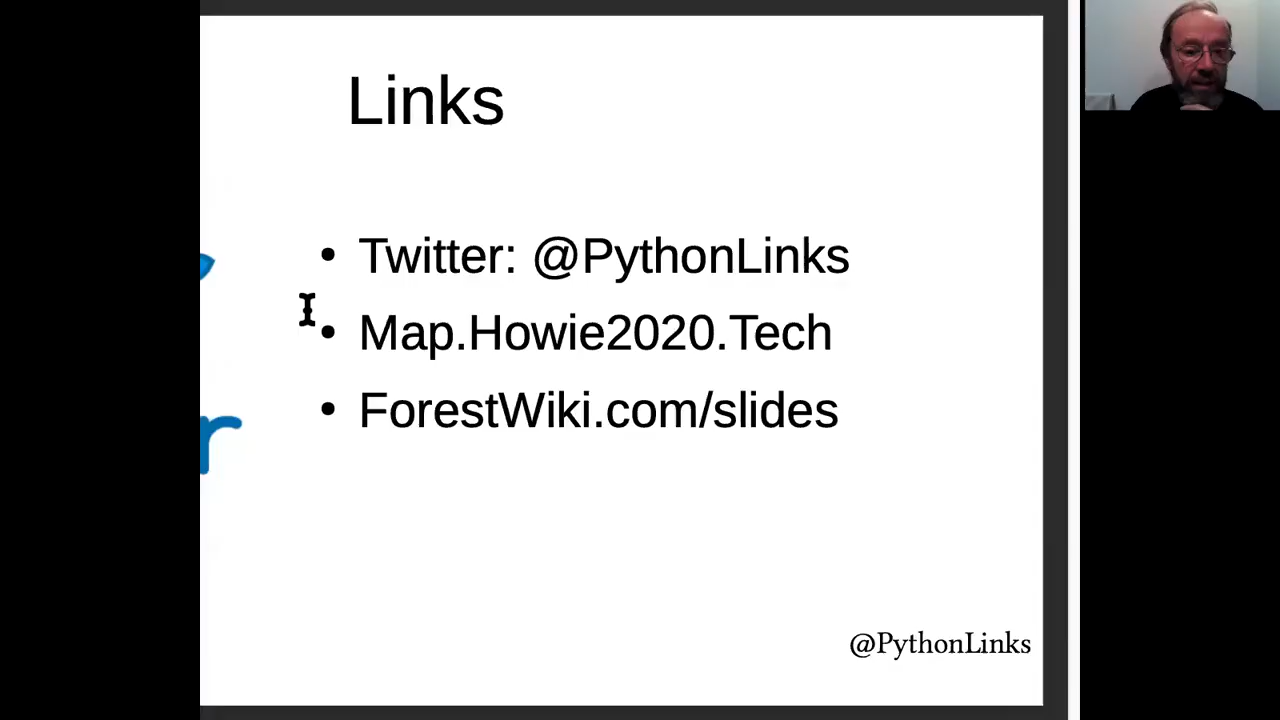 Links
• Twitter: @PythonLinks
• Map.Howie2020.Tech
• ForestWiki.com/slides
r
@PythonLinks